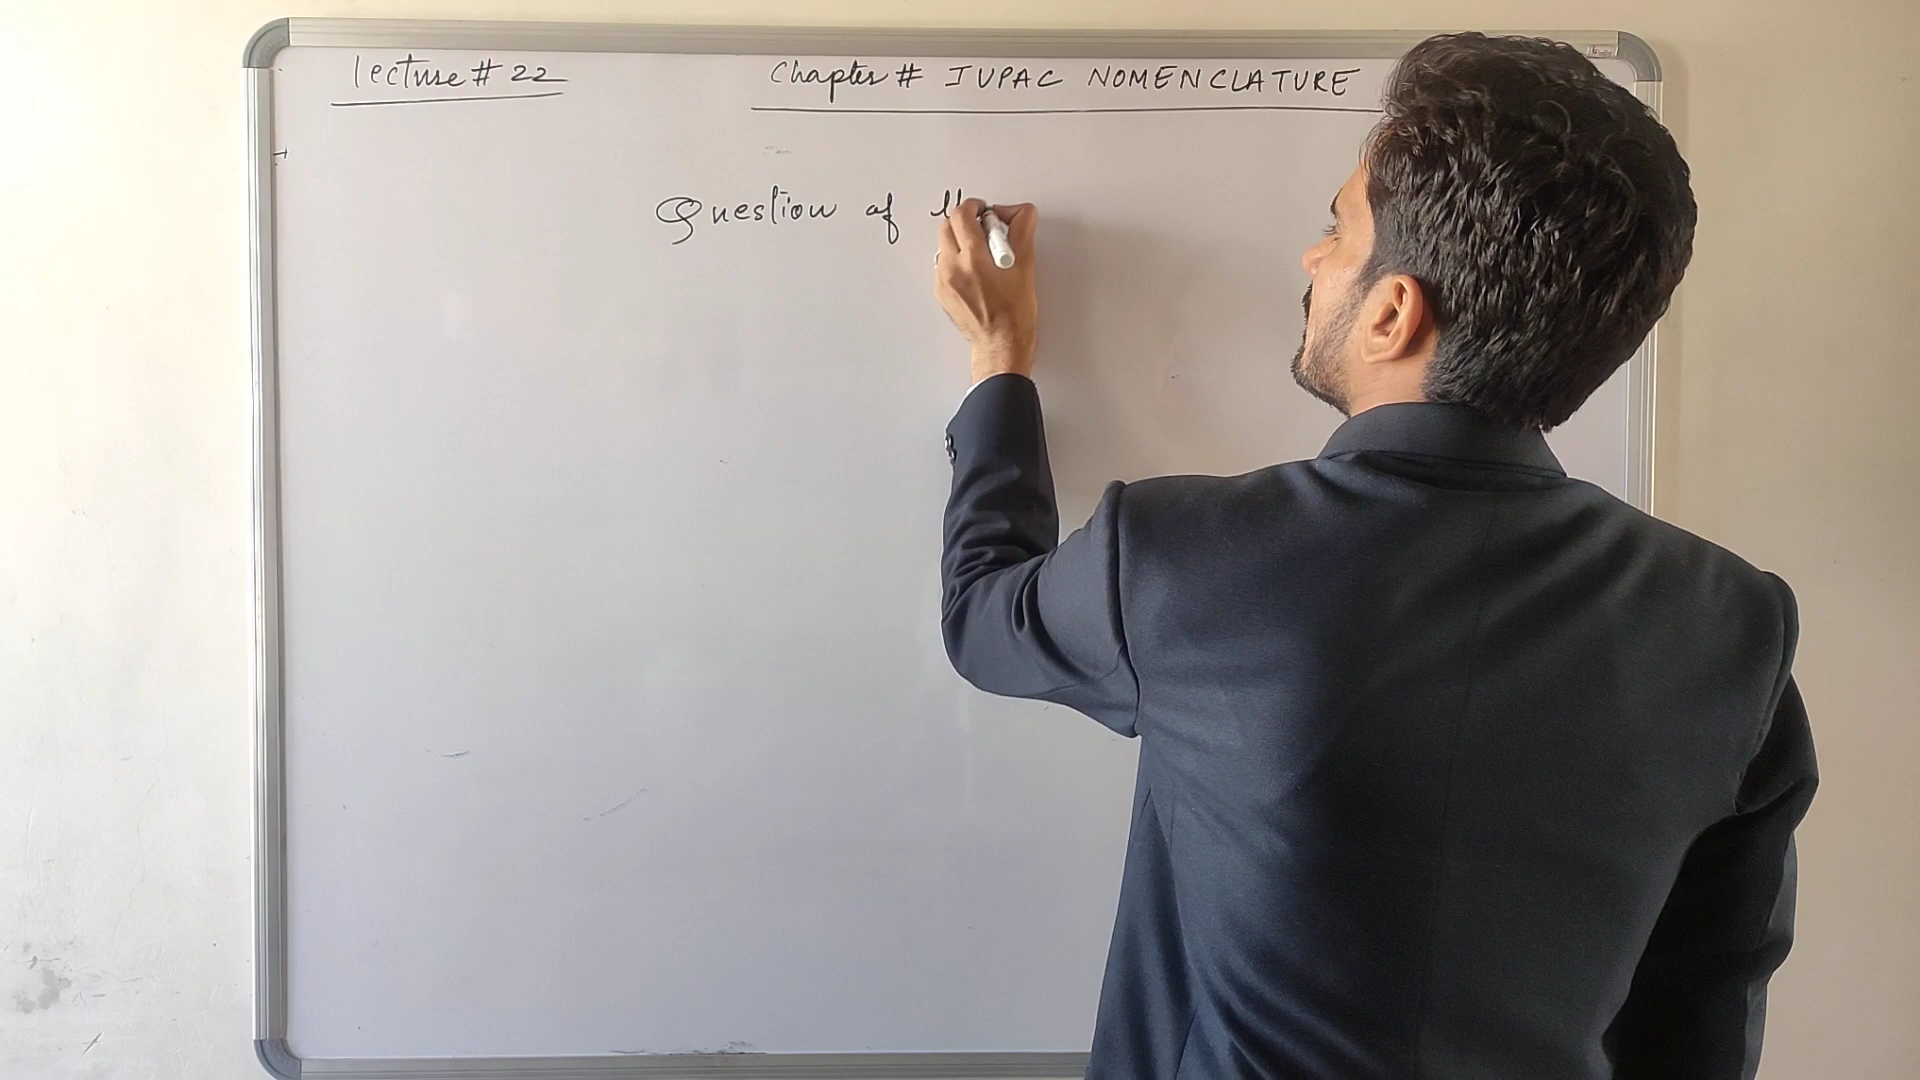 Lecture # 22
Chapter # IUPAC NOMENCLATURE
Question of